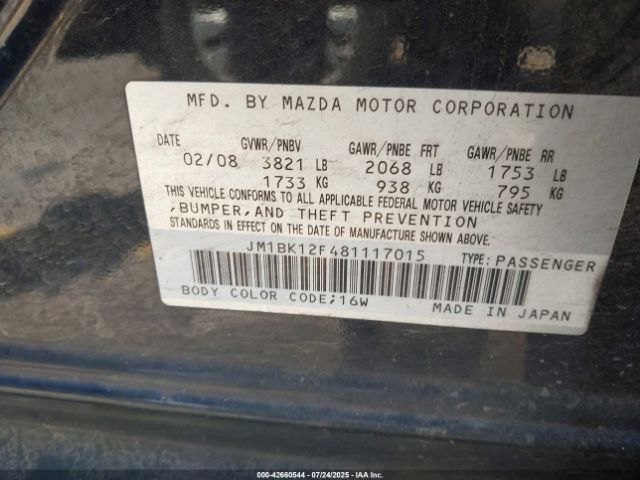 MFD. BY MAZDA MOTOR CORPORATION
DATE GVWR/PNBV GAWR/PNBE FRT GAWR/PNBE RR
02/08 3821 LB 2068 LB 1753 LB
1733 KG 938 KG 795 KG
THIS VEHICLE CONFORMS TO ALL APPLICABLE FEDERAL MOTOR VEHICLE SAFETY
,BUMPER,AND THEFT PREVENTION
STANDARDS IN EFFECT ON THE DATE OF MANUFACTURE SHOWN ABOVE.
JM1BK12F481117015 TYPE: PASSENGER
BODY COLOR CODE;16W MADE IN JAPAN
000-42660544 - 07/24/2025 - IAAI Inc.